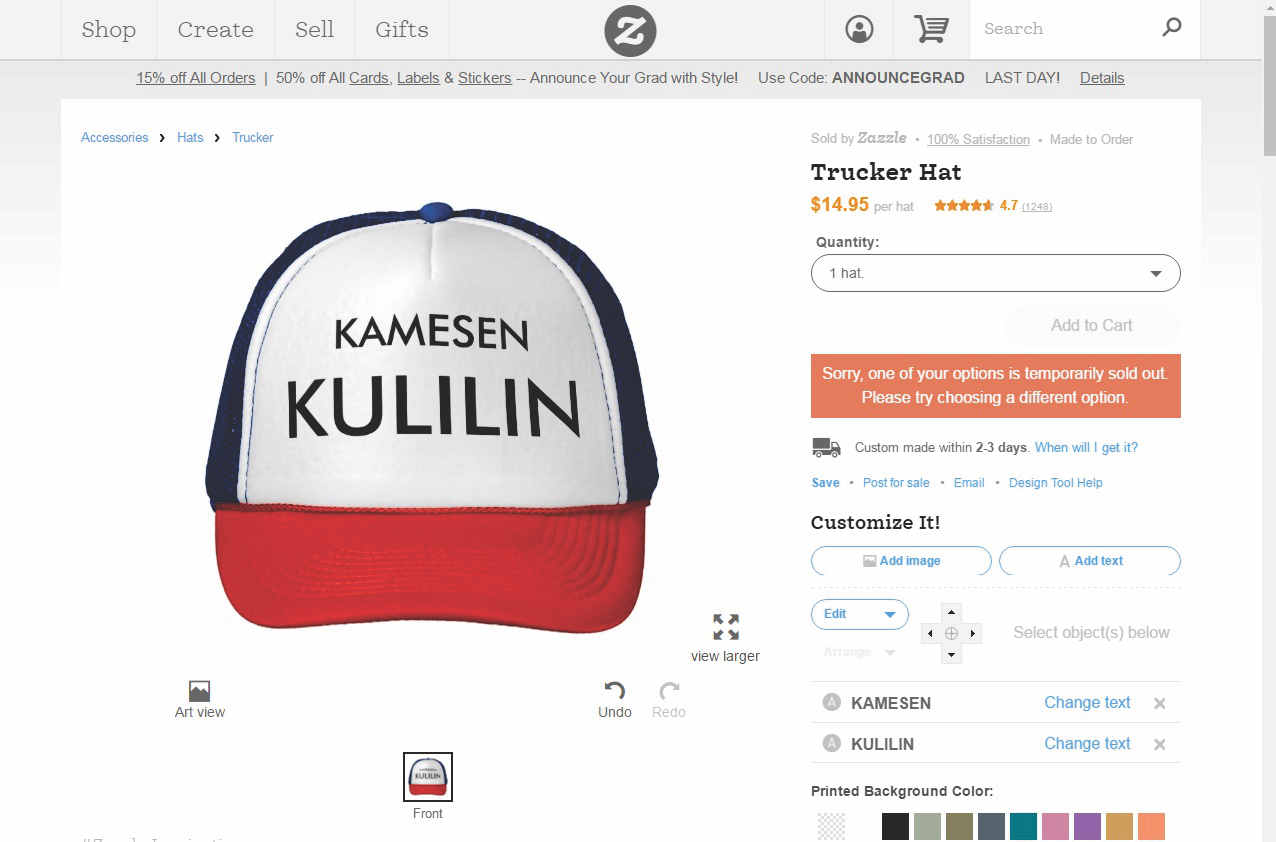 Shop Create Sell Gifts Z Search
15% off All Orders | 50% off All Cards, Labels & Stickers -- Announce Your Grad with Style! Use Code: ANNOUNCEGRAD LAST DAY! Details
Accessories › Hats › Trucker
Sold by Zazzle • 100% Satisfaction • Made to Order
Trucker Hat
$14.95 per hat 4.7 (1248)
Quantity:
1 hat.
Add to Cart
Sorry, one of your options is temporarily sold out.
Please try choosing a different option.
Custom made within 2-3 days. When will I get it?
Save • Post for sale • Email • Design Tool Help
Customize It!
Add image A Add text
Edit
Select object(s) below
Arrange
A KAMESEN Change text ×
A KULILIN Change text ×
Printed Background Color:
KAMESEN
KULILIN
view larger
Art view Undo Redo
KULILIN
Front